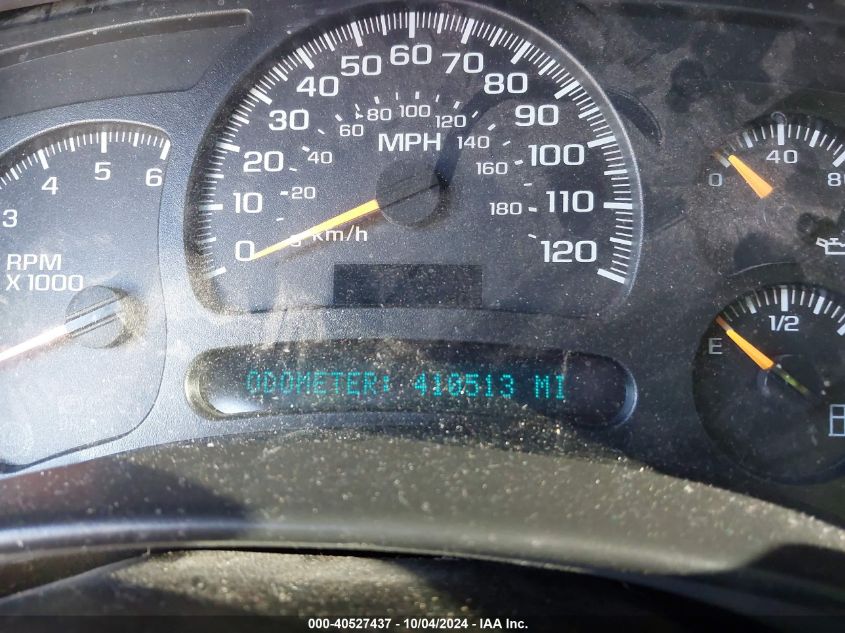 3 4 5 6
RPM
X 1000
0 10 20 30 40 50 60 70 80 90 100 110 120
20 40 60 80 100 120 140 160 180
MPH
km/h
0 40 80
E 1/2
ODOMETER: 410513 MI
000-40527437 - 10/04/2024 - IAA Inc.